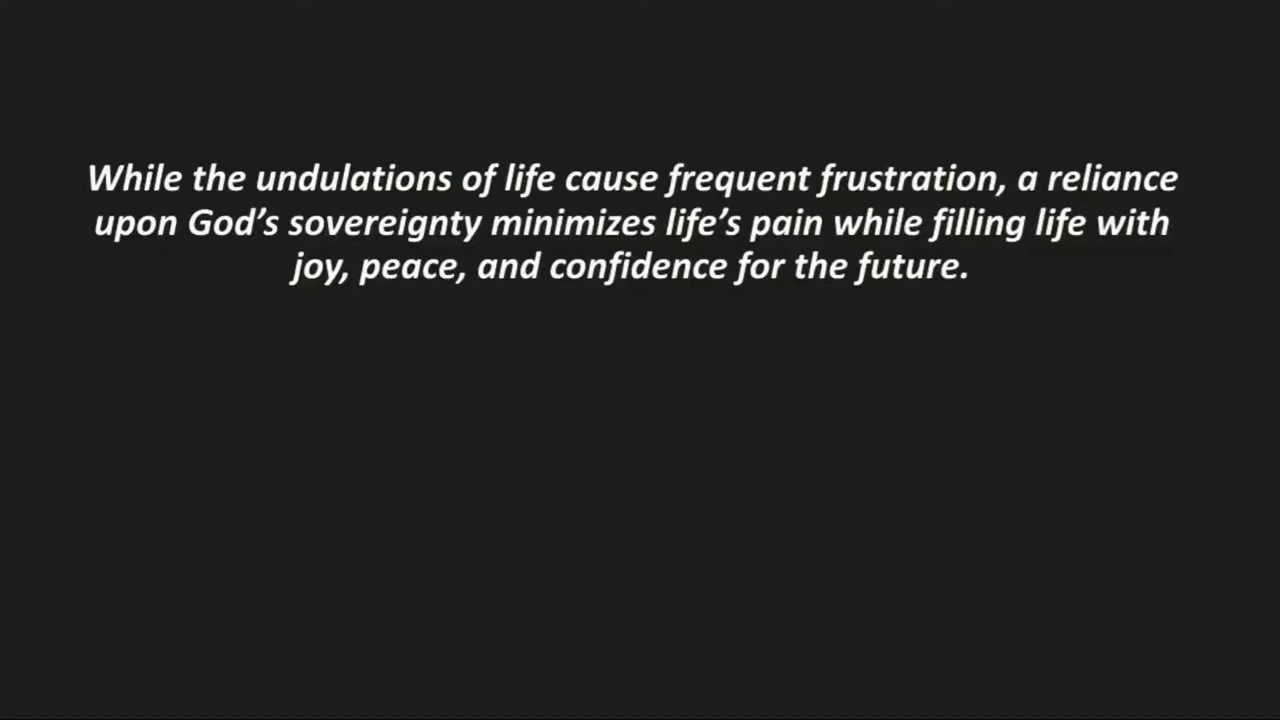 While the undulations of life cause frequent frustration, a reliance
upon God’s sovereignty minimizes life’s pain while filling life with
joy, peace, and confidence for the future.